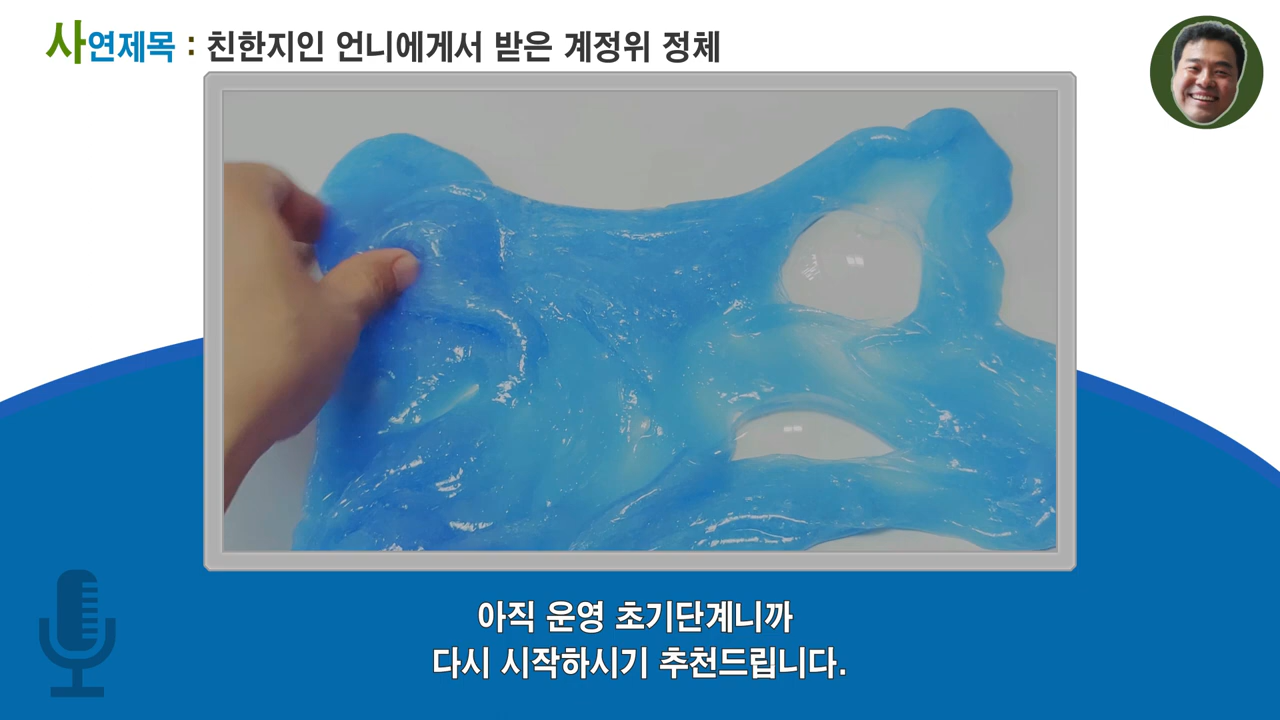 사연제목 : 친한지인 언니에게서 받은 계정위 정체
아직 운영 초기단계니까
다시 시작하시기 추천드립니다.